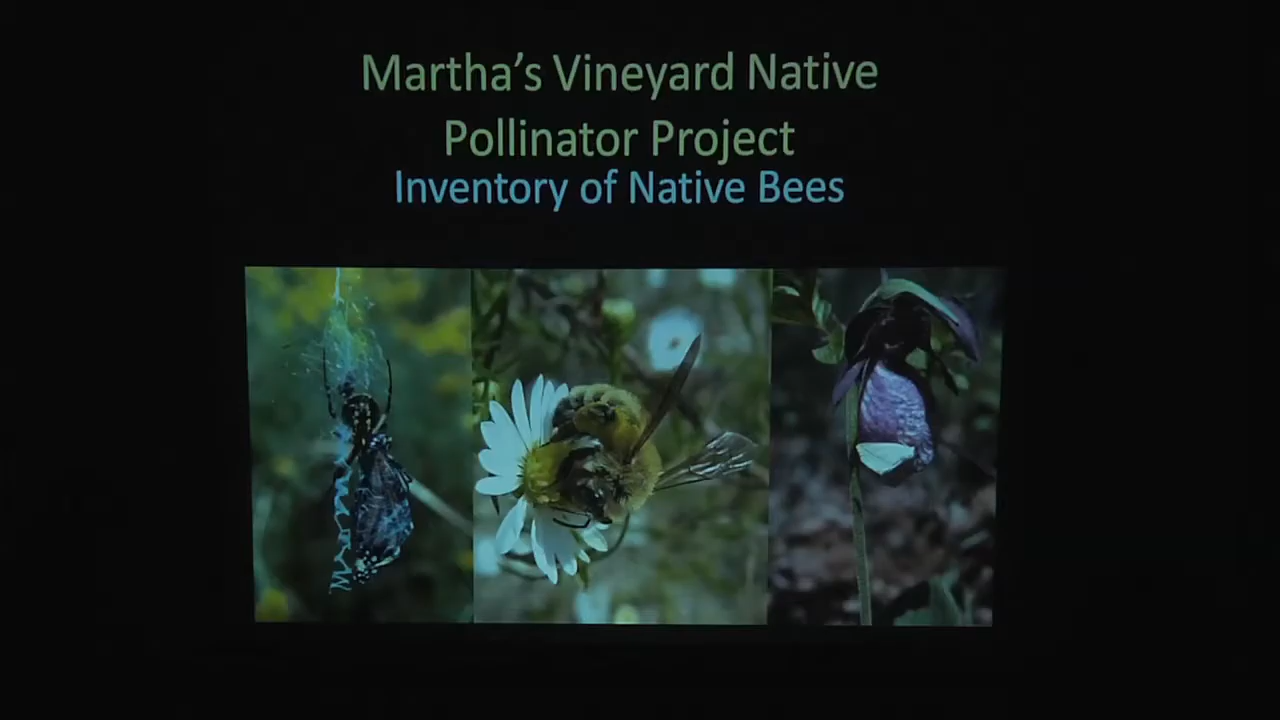 Martha's Vineyard Native
Pollinator Project
Inventory of Native Bees